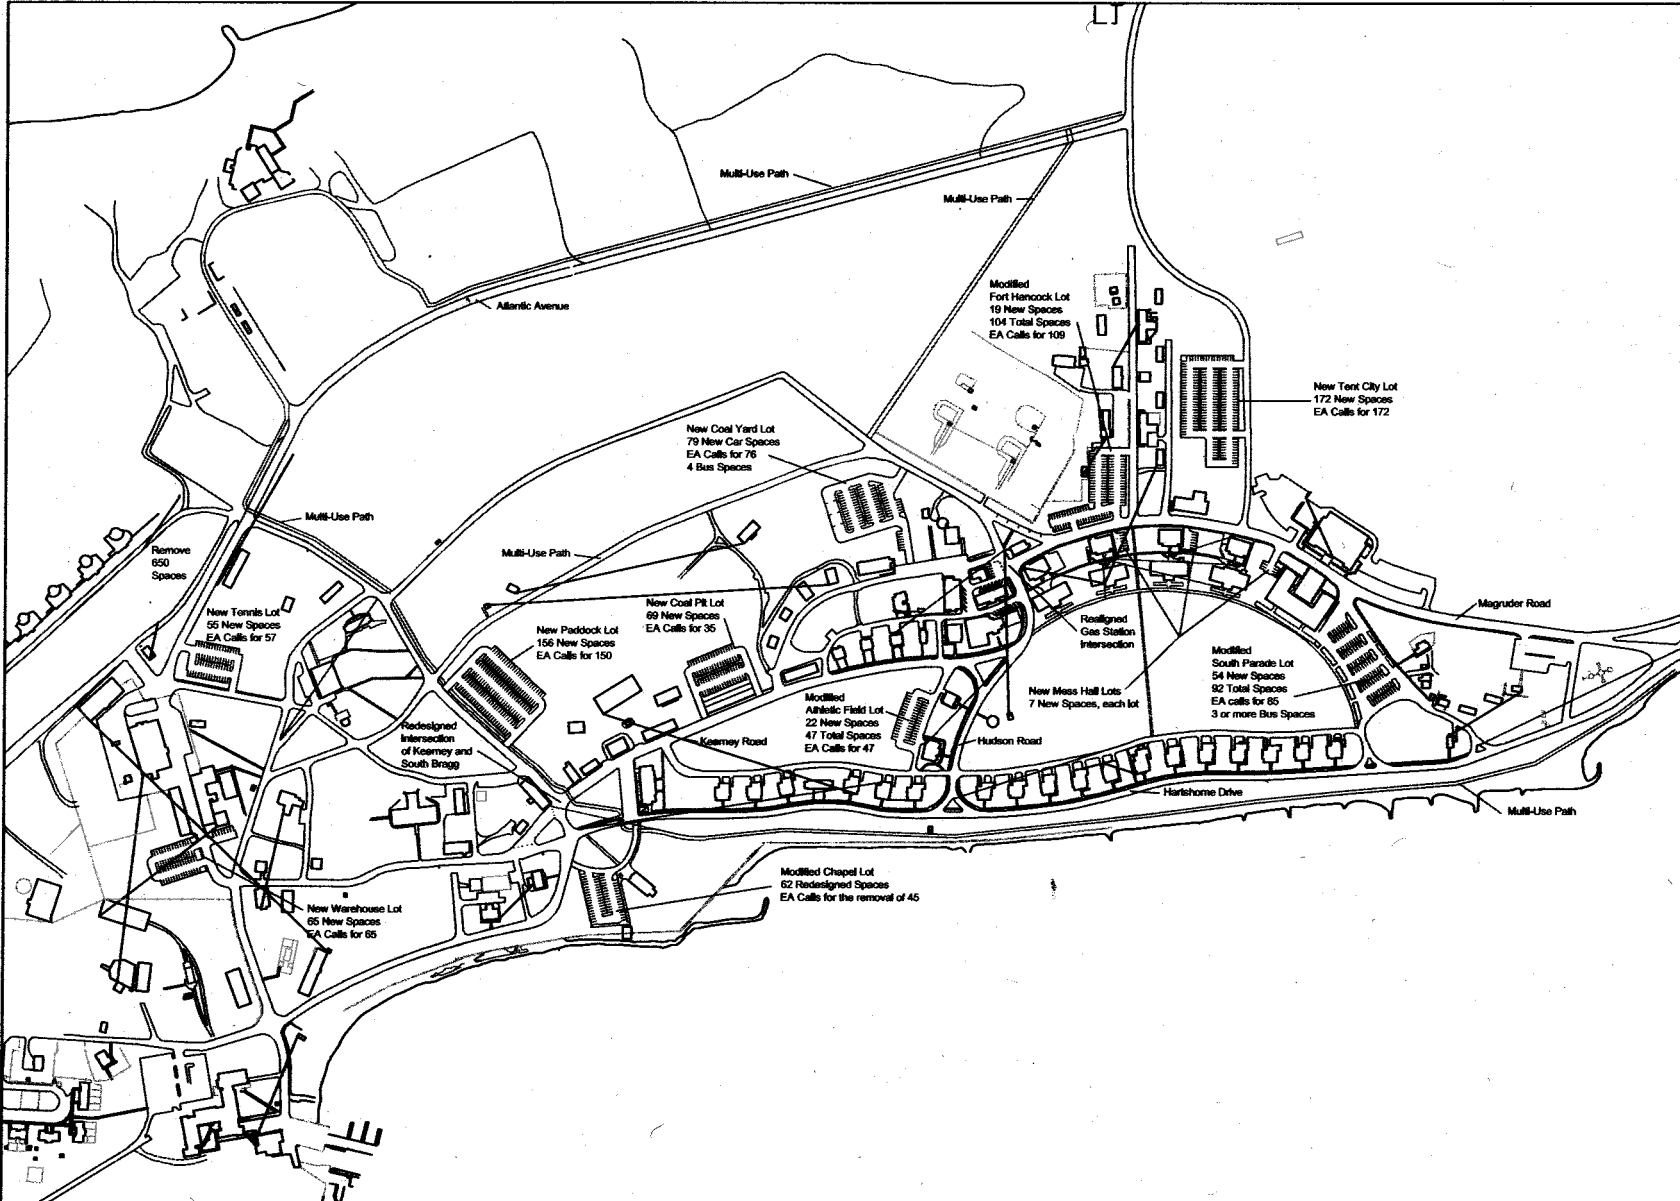 Multi-Use Path
Multi-Use Path
Atlantic Avenue
Modified
Fort Hancock Lot
19 New Spaces
104 Total Spaces
EA Calls for 109
New Tent City Lot
172 New Spaces
EA Calls for 172
New Coal Yard Lot
79 New Car Spaces
EA Calls for 76
4 Bus Spaces
Multi-Use Path
Remove
650
Spaces
Multi-Use Path
New Tennis Lot
55 New Spaces
EA Calls for 57
New Coal Pit Lot
69 New Spaces
EA Calls for 35
New Paddock Lot
156 New Spaces
EA Calls for 150
Magruder Road
Realigned
Gas Station
Intersection
Modified
South Parade Lot
54 New Spaces
92 Total Spaces
EA calls for 85
3 or more Bus Spaces
New Mess Hall Lots
7 New Spaces, each lot
Modified
Athletic Field Lot
22 New Spaces
47 Total Spaces
EA Calls for 47
Redesigned
Intersection
of Kearney and
South Bragg
Kearney Road
Hudson Road
Hartshorne Drive
Multi-Use Path
Modified Chapel Lot
62 Redesigned Spaces
EA Calls for the removal of 45
New Warehouse Lot
65 New Spaces
EA Calls for 65